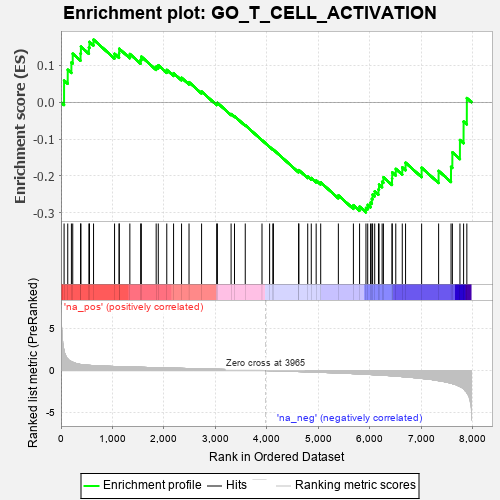 Enrichment plot: GO_T_CELL_ACTIVATION
Enrichment score (ES)
0.1
0.0
-0.1
-0.2
-0.3
'na_pos' (positively correlated)
Ranked list metric (PreRanked)
5
0
-5
Zero cross at 3965
'na_neg' (negatively correlated)
0
1,000
2,000
3,000
4,000
5,000
6,000
7,000
8,000
Rank in Ordered Dataset
Enrichment profile
Hits
Ranking metric scores